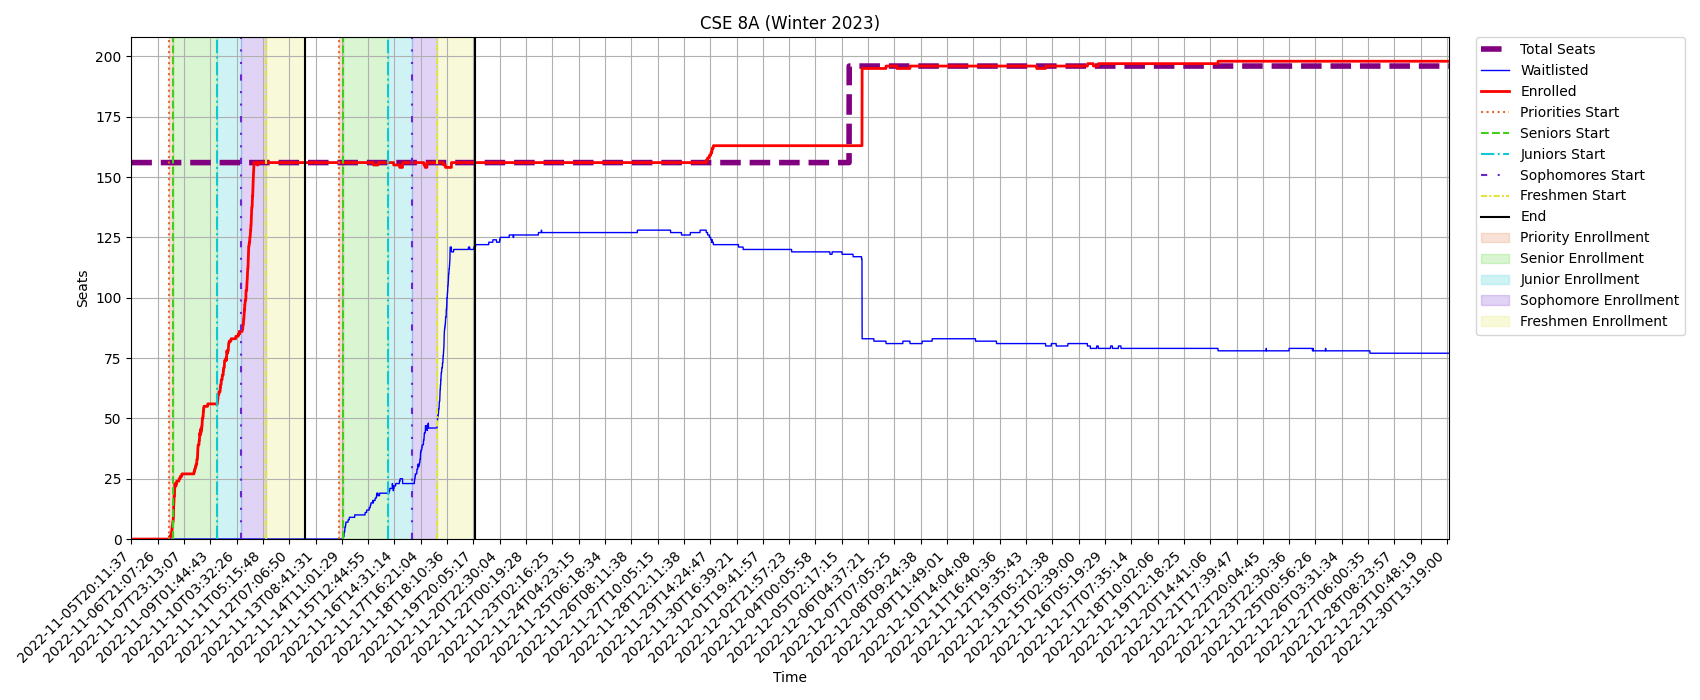 CSE 8A (Winter 2023)
Seats
200
175
150
125
100
75
50
25
0
2022-11-05T20:11:37
2022-11-06T21:07:26
2022-11-07T23:13:07
2022-11-09T01:44:43
2022-11-10T03:32:26
2022-11-11T05:15:48
2022-11-12T07:06:50
2022-11-13T08:41:31
2022-11-14T11:01:29
2022-11-15T12:44:55
2022-11-16T14:31:14
2022-11-17T16:21:04
2022-11-18T18:10:36
2022-11-19T20:05:17
2022-11-20T22:30:04
2022-11-22T00:19:28
2022-11-23T02:16:25
2022-11-24T04:23:15
2022-11-25T06:18:34
2022-11-26T08:11:38
2022-11-27T10:05:15
2022-11-28T12:11:38
2022-11-29T14:24:47
2022-11-30T16:39:21
2022-12-01T19:41:57
2022-12-02T21:57:23
2022-12-04T00:05:58
2022-12-05T02:17:15
2022-12-06T04:37:21
2022-12-07T07:05:25
2022-12-08T09:24:38
2022-12-09T11:49:01
2022-12-10T14:04:08
2022-12-11T16:40:36
2022-12-12T19:35:43
2022-12-13T05:21:38
2022-12-15T02:39:00
2022-12-16T05:19:29
2022-12-17T07:35:14
2022-12-18T10:02:06
2022-12-19T12:18:25
2022-12-20T14:41:06
2022-12-21T17:39:47
2022-12-22T20:04:45
2022-12-23T22:30:36
2022-12-25T00:56:26
2022-12-26T03:31:34
2022-12-27T06:00:35
2022-12-28T08:23:57
2022-12-29T10:48:19
2022-12-30T13:19:00
Time
Total Seats
Waitlisted
Enrolled
Priorities Start
Seniors Start
Juniors Start
Sophomores Start
Freshmen Start
End
Priority Enrollment
Senior Enrollment
Junior Enrollment
Sophomore Enrollment
Freshmen Enrollment